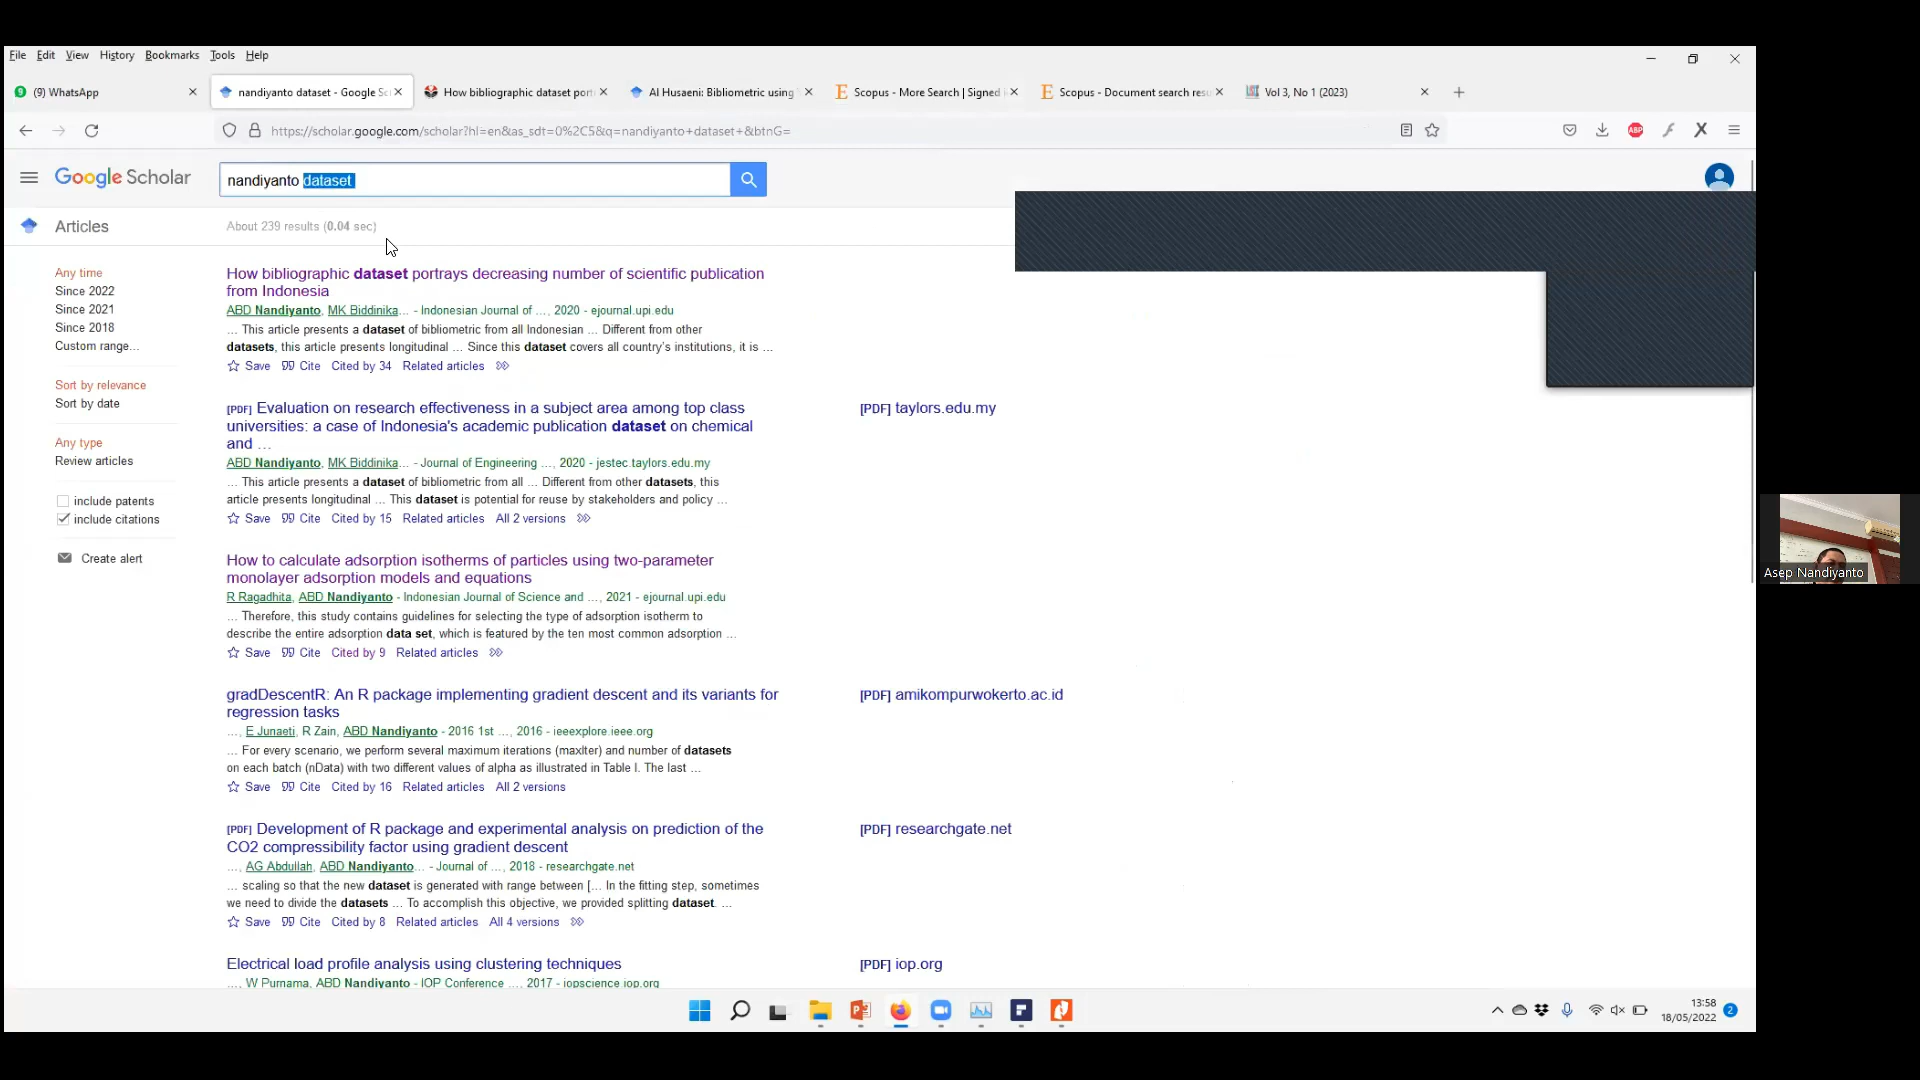 File Edit View History Bookmarks Tools Help
(9) WhatsApp
nandiyanto dataset - Google Sc
How bibliographic dataset port
Al Husaeni: Bibliometric using
Scopus - More Search | Signed
Scopus - Document search resu
Vol 3, No 1 (2023)
https://scholar.google.com/scholar?hl=en&as_sdt=0%2C5&q=nandiyanto+dataset+&btnG=
ABP
Google Scholar
nandiyanto dataset
Articles
About 239 results (0.04 sec)
Any time
Since 2022
Since 2021
Since 2018
Custom range...
Sort by relevance
Sort by date
Any type
Review articles
include patents
include citations
Create alert
How bibliographic dataset portrays decreasing number of scientific publication
from Indonesia
ABD Nandiyanto, MK Biddinika... - Indonesian Journal of ..., 2020 - ejournal.upi.edu
... This article presents a dataset of bibliometric from all Indonesian ... Different from other
datasets, this article presents longitudinal ... Since this dataset covers all country's institutions, it is ...
Save Cite Cited by 34 Related articles
[PDF] Evaluation on research effectiveness in a subject area among top class
universities: a case of Indonesia's academic publication dataset on chemical
and ...
ABD Nandiyanto, MK Biddinika... - Journal of Engineering ..., 2020 - jestec.taylors.edu.my
... This article presents a dataset of bibliometric from all ... Different from other datasets, this
article presents longitudinal ... This dataset is potential for reuse by stakeholders and policy ...
Save Cite Cited by 15 Related articles All 2 versions
[PDF] taylors.edu.my
How to calculate adsorption isotherms of particles using two-parameter
monolayer adsorption models and equations
R Ragadhita, ABD Nandiyanto - Indonesian Journal of Science and ..., 2021 - ejournal.upi.edu
... Therefore, this study contains guidelines for selecting the type of adsorption isotherm to
describe the entire adsorption data set, which is featured by the ten most common adsorption ...
Save Cite Cited by 9 Related articles
gradDescentR: An R package implementing gradient descent and its variants for
regression tasks
..., E Junaeti, R Zain, ABD Nandiyanto - 2016 1st ..., 2016 - ieeexplore.ieee.org
... For every scenario, we perform several maximum iterations (maxIter) and number of datasets
on each batch (nData) with two different values of alpha as illustrated in Table I. The last ...
Save Cite Cited by 16 Related articles All 2 versions
[PDF] amikompurwokerto.ac.id
[PDF] Development of R package and experimental analysis on prediction of the
CO2 compressibility factor using gradient descent
..., AG Abdullah, ABD Nandiyanto... - Journal of ..., 2018 - researchgate.net
... scaling so that the new dataset is generated with range between [... In the fitting step, sometimes
we need to divide the datasets ... To accomplish this objective, we provided splitting dataset. ...
Save Cite Cited by 8 Related articles All 4 versions
[PDF] researchgate.net
Electrical load profile analysis using clustering techniques
..., W Purnama, ABD Nandiyanto - IOP Conference ..., 2017 - iopscience.iop.org
[PDF] iop.org
Asep Nandiyanto
13:58
18/05/2022
2